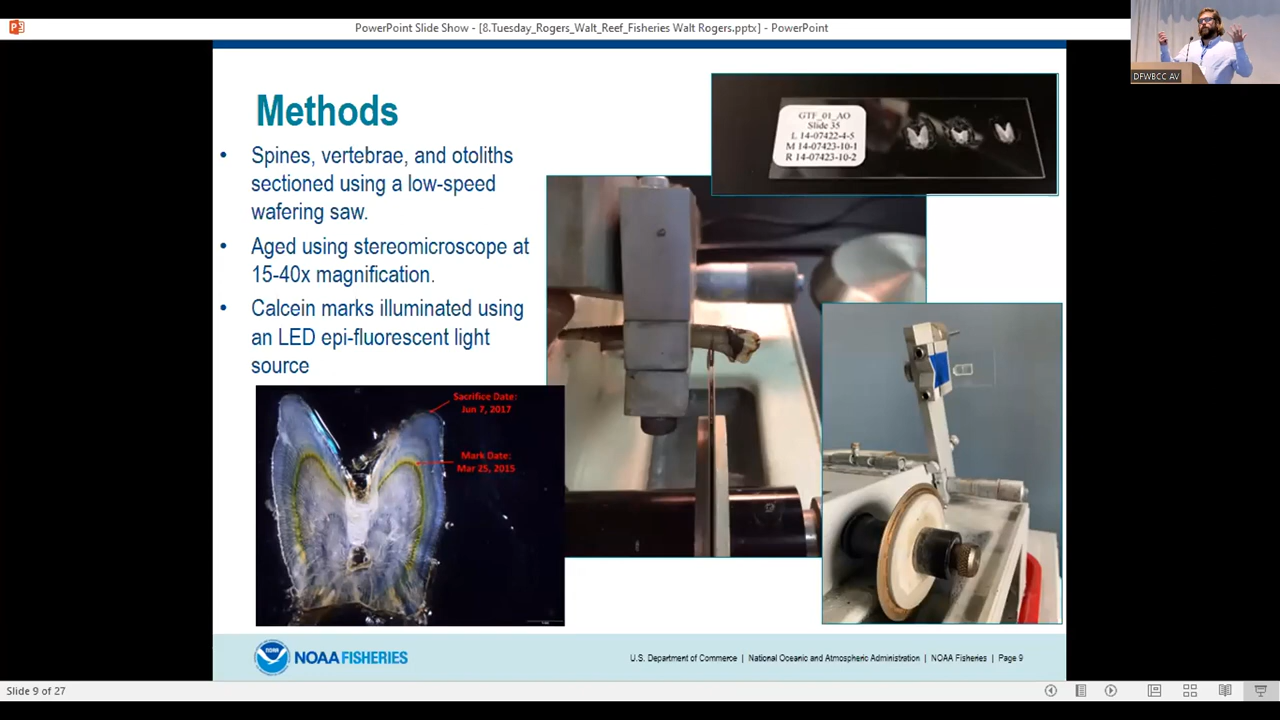 PowerPoint Slide Show - [8.Tuesday_Rogers_Walt_Reef_Fisheries Walt Rogers.pptx] - PowerPoint
DFWBCC AV
Methods
• Spines, vertebrae, and otoliths
sectioned using a low-speed
wafering saw.
• Aged using stereomicroscope at
15-40x magnification.
• Calcein marks illuminated using
an LED epi-fluorescent light
source
GTF_01_AO
Slide 35
L 14-07422-4-5
M 14-07423-10-1
R 14-07423-10-2
Sacrifice Date:
Jun 7, 2017
Mark Date:
Mar 25, 2015
NOAA
NOAA FISHERIES
U.S. Department of Commerce | National Oceanic and Atmospheric Administration | NOAA Fisheries | Page 9
Slide 9 of 27